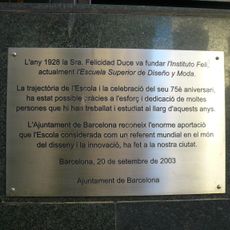 L'any 1928 la Sra. Felicidad Duce va fundar l'Instituto Feli,
actualment l'Escuela Superior de Diseño y Moda.
La trajectòria de l'Escola i la celebració del seu 75è aniversari,
ha estat possible gràcies a l'esforç i dedicació de moltes
persones que hi han treballat i estudiat al llarg d'aquests anys.
L'Ajuntament de Barcelona reconeix l'enorme aportació
que l'Escola considerada com un referent mundial en el món
del disseny i la innovació, ha fet a la nostra ciutat.
Barcelona, 20 de setembre de 2003
Ajuntament de Barcelona